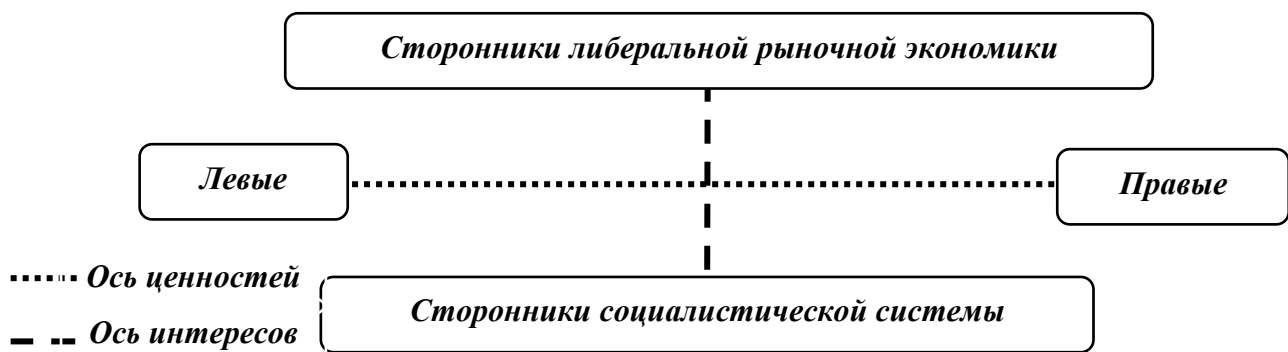 Сторонники либеральной рыночной экономики
Левые
Правые
Ось ценностей
Сторонники социалистической системы
Ось интересов